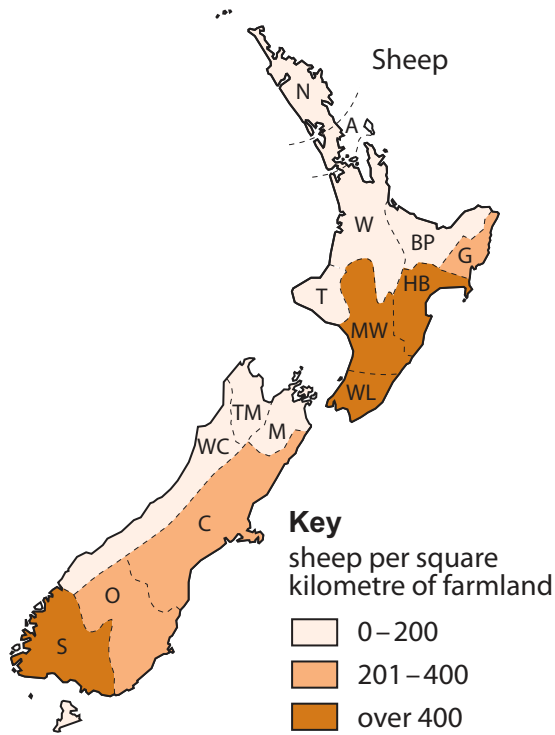 Sheep
N
A
W
BP
G
T
HB
MW
WL
TM
M
WC
C
O
S
Key
sheep per square
kilometre of farmland
0–200
201–400
over 400